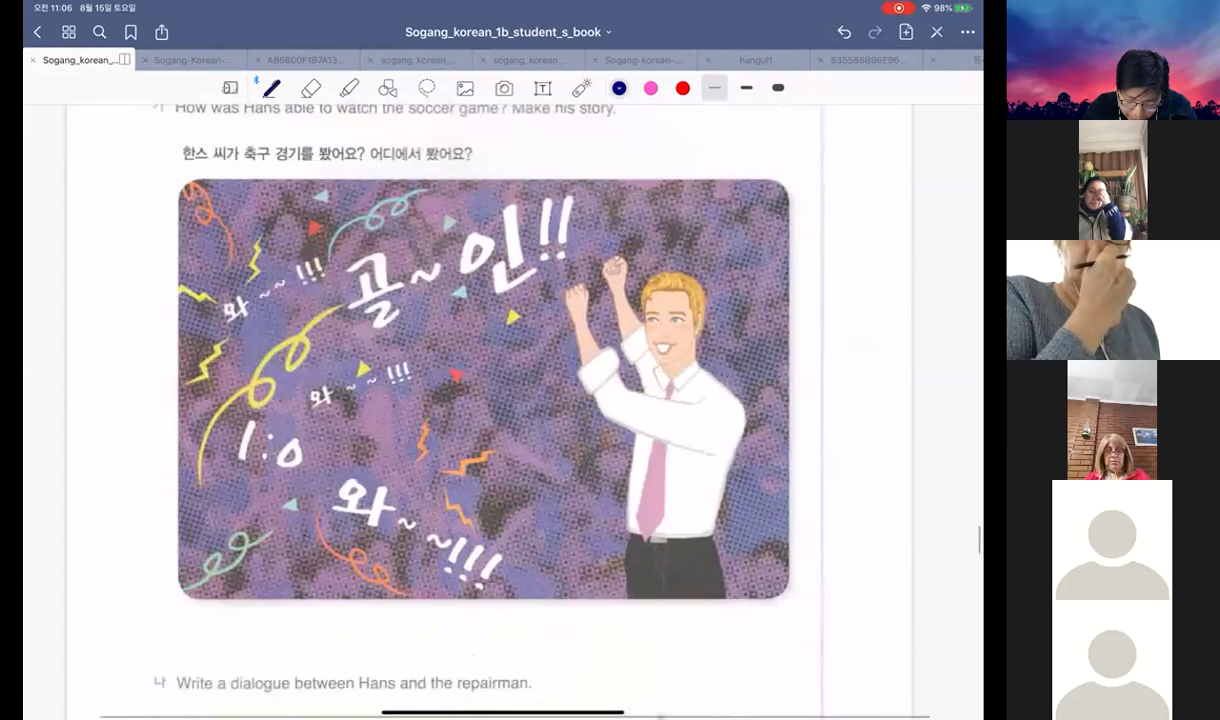 오전 11:06 8월 15일 토요일
98%
Sogang_korean_1b_student_s_book
Sogang_korean_...
Sogang-Korean-...
A86800F1B7A13...
sogang_korean_...
sogang_korean_...
Sogang-korean-...
hangul1
835586B96E96...
How was Hans able to watch the soccer game? Make his story.
한스 씨가 축구 경기를 봤어요? 어디에서 봤어요?
골~인!!
와~~!!!
와~~!!!
1:0
와~~!!!
나 Write a dialogue between Hans and the repairman.